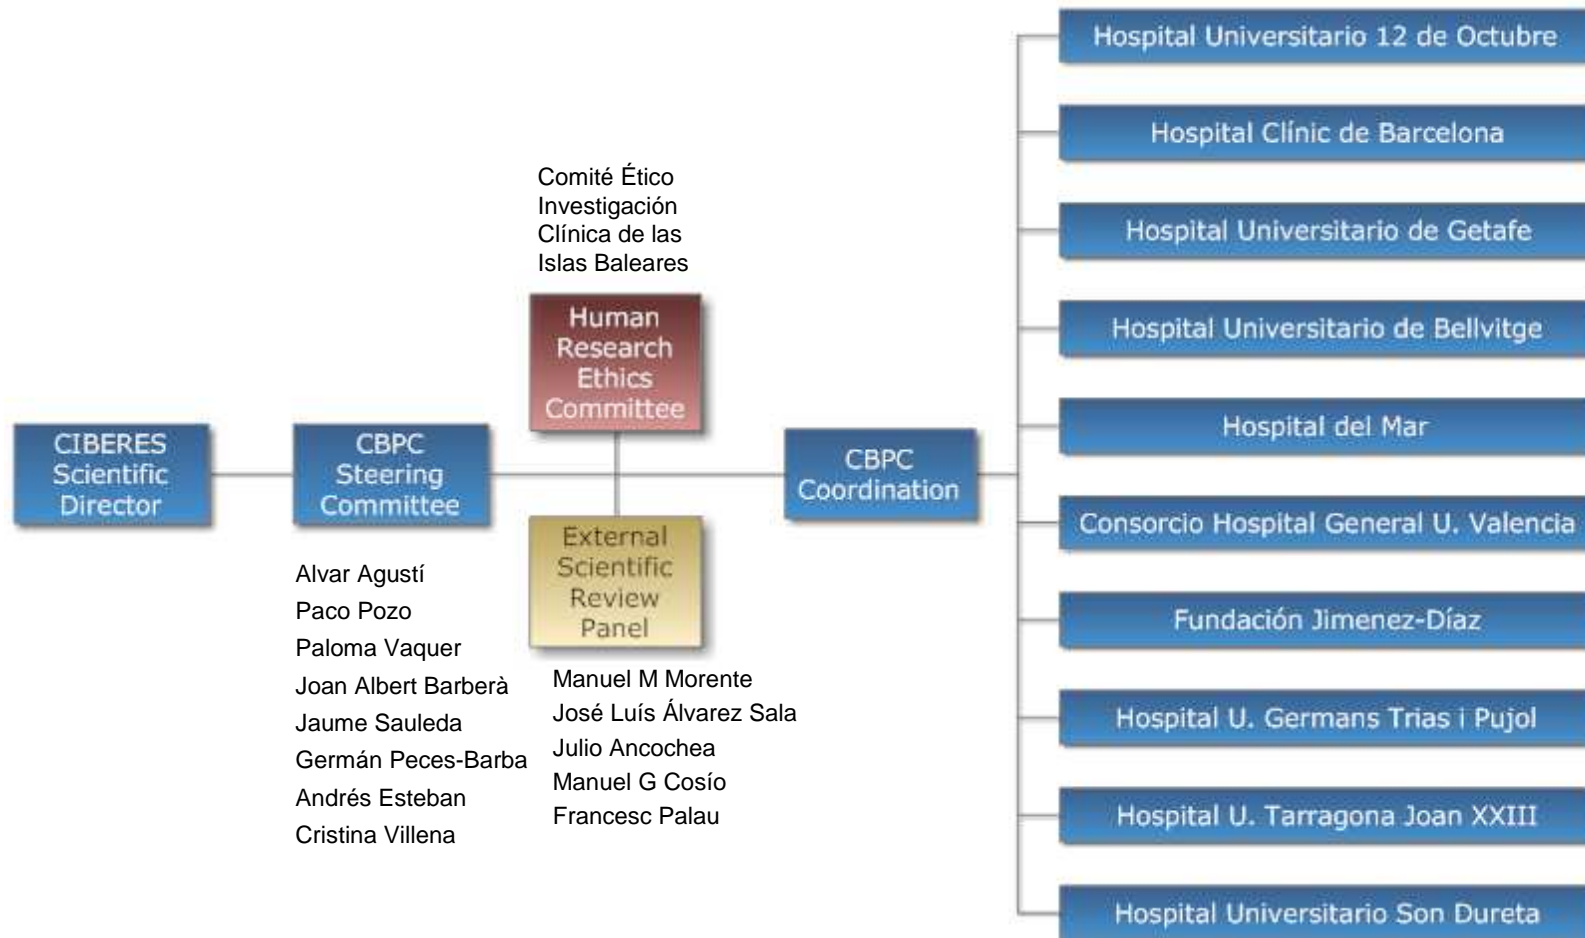 CIBERES
Scientific
Director
CBPC
Steering
Committee
Alvar Agustí
Paco Pozo
Paloma Vaquer
Joan Albert Barberà
Jaume Sauleda
Germán Peces-Barba
Andrés Esteban
Cristina Villena
Comité Ético
Investigación
Clínica de las
Islas Baleares
Human
Research
Ethics
Committee
External
Scientific
Review
Panel
Manuel M Morente
José Luís Álvarez Sala
Julio Ancochea
Manuel G Cosío
Francesc Palau
CBPC
Coordination
Hospital Universitario 12 de Octubre
Hospital Clínic de Barcelona
Hospital Universitario de Getafe
Hospital Universitario de Bellvitge
Hospital del Mar
Consorcio Hospital General U. Valencia
Fundación Jimenez-Díaz
Hospital U. Germans Trias i Pujol
Hospital U. Tarragona Joan XXIII
Hospital Universitario Son Dureta